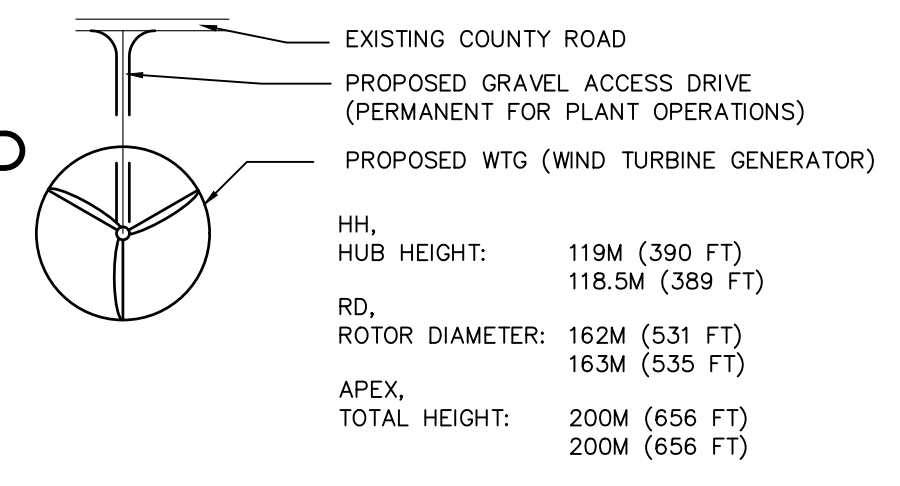 EXISTING COUNTY ROAD
PROPOSED GRAVEL ACCESS DRIVE
(PERMANENT FOR PLANT OPERATIONS)
PROPOSED WTG (WIND TURBINE GENERATOR)
HH,
HUB HEIGHT: 119M (390 FT)
118.5M (389 FT)
RD,
ROTOR DIAMETER: 162M (531 FT)
163M (535 FT)
APEX,
TOTAL HEIGHT: 200M (656 FT)
200M (656 FT)